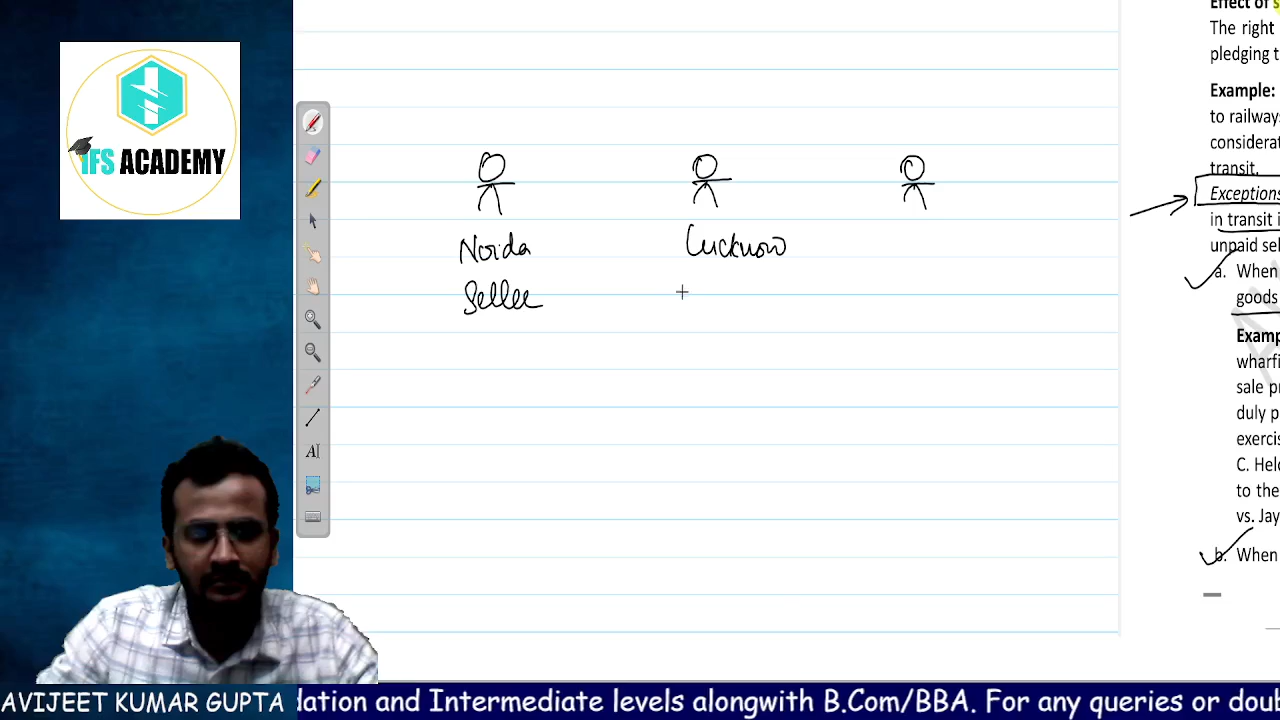 IFS ACADEMY
Noida
Seller
Lucknow
Effect of s
The right
pledging t
Example:
to railways
considerat
transit.
Exceptions
in transit i
unpaid sel
a. When
goods
Examp
wharfi
sale pr
duly p
exercis
C. Held
to the
vs. Jay
b. When
AVIJEET KUMAR GUPTA dation and Intermediate levels alongwith B.Com/BBA. For any queries or doub